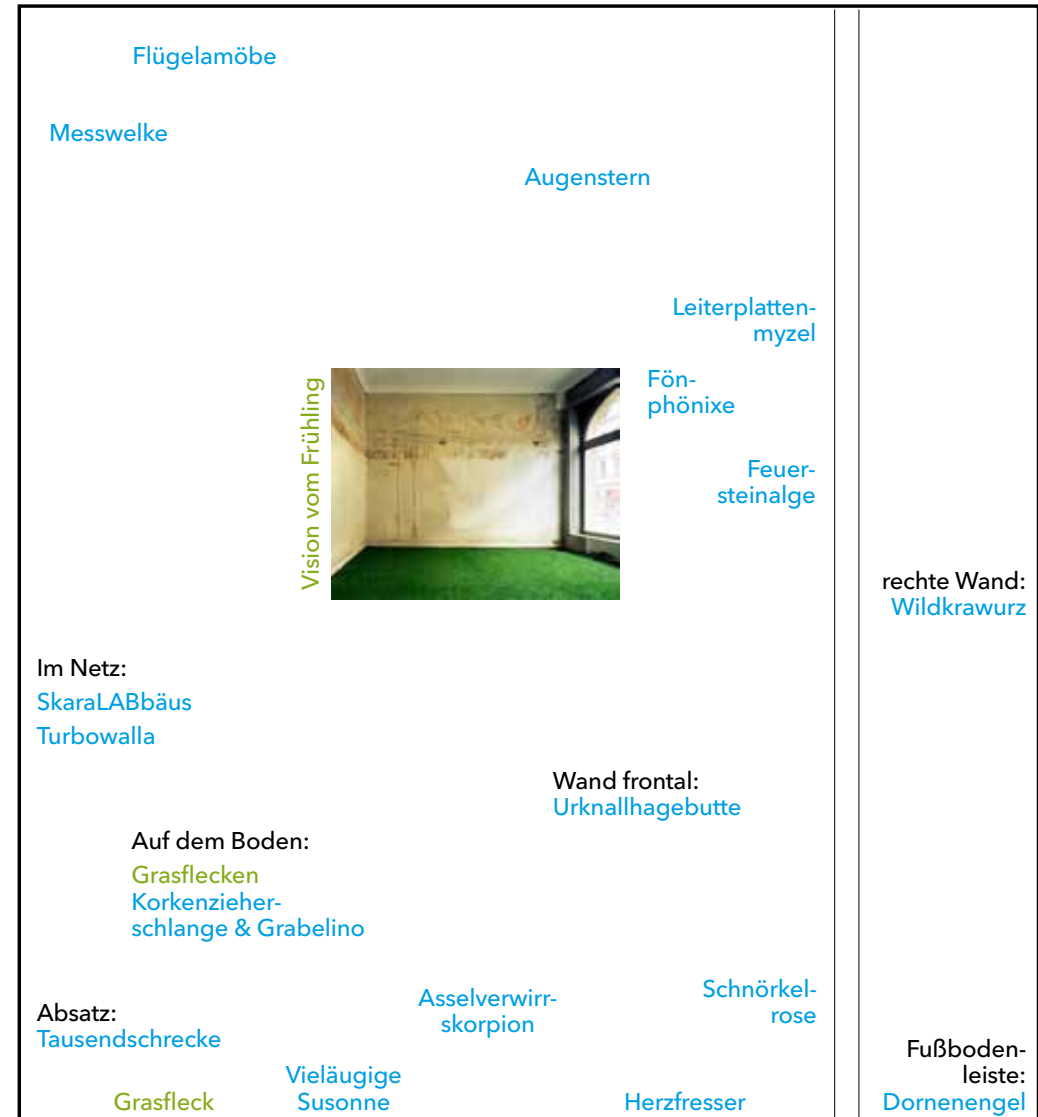 Flügelamöbe
Messwelke
Augenstern
Leiterplatten-
myzel
Vision vom Frühling
Fön-
phönixe
Feuer-
steinalge
rechte Wand:
Wildkrawurz
Im Netz:
SkaraLABbäus
Turbowalla
Wand frontal:
Urknallhagebutte
Auf dem Boden:
Grasflecken
Korkenzieher-
schlange & Grabelino
Absatz:
Tausendschrecke
Asselverwirr-
skorpion
Schnörkel-
rose
Grasfleck
Vieläugige
Susonne
Herzfresser
Fußboden-
leiste:
Dornenengel